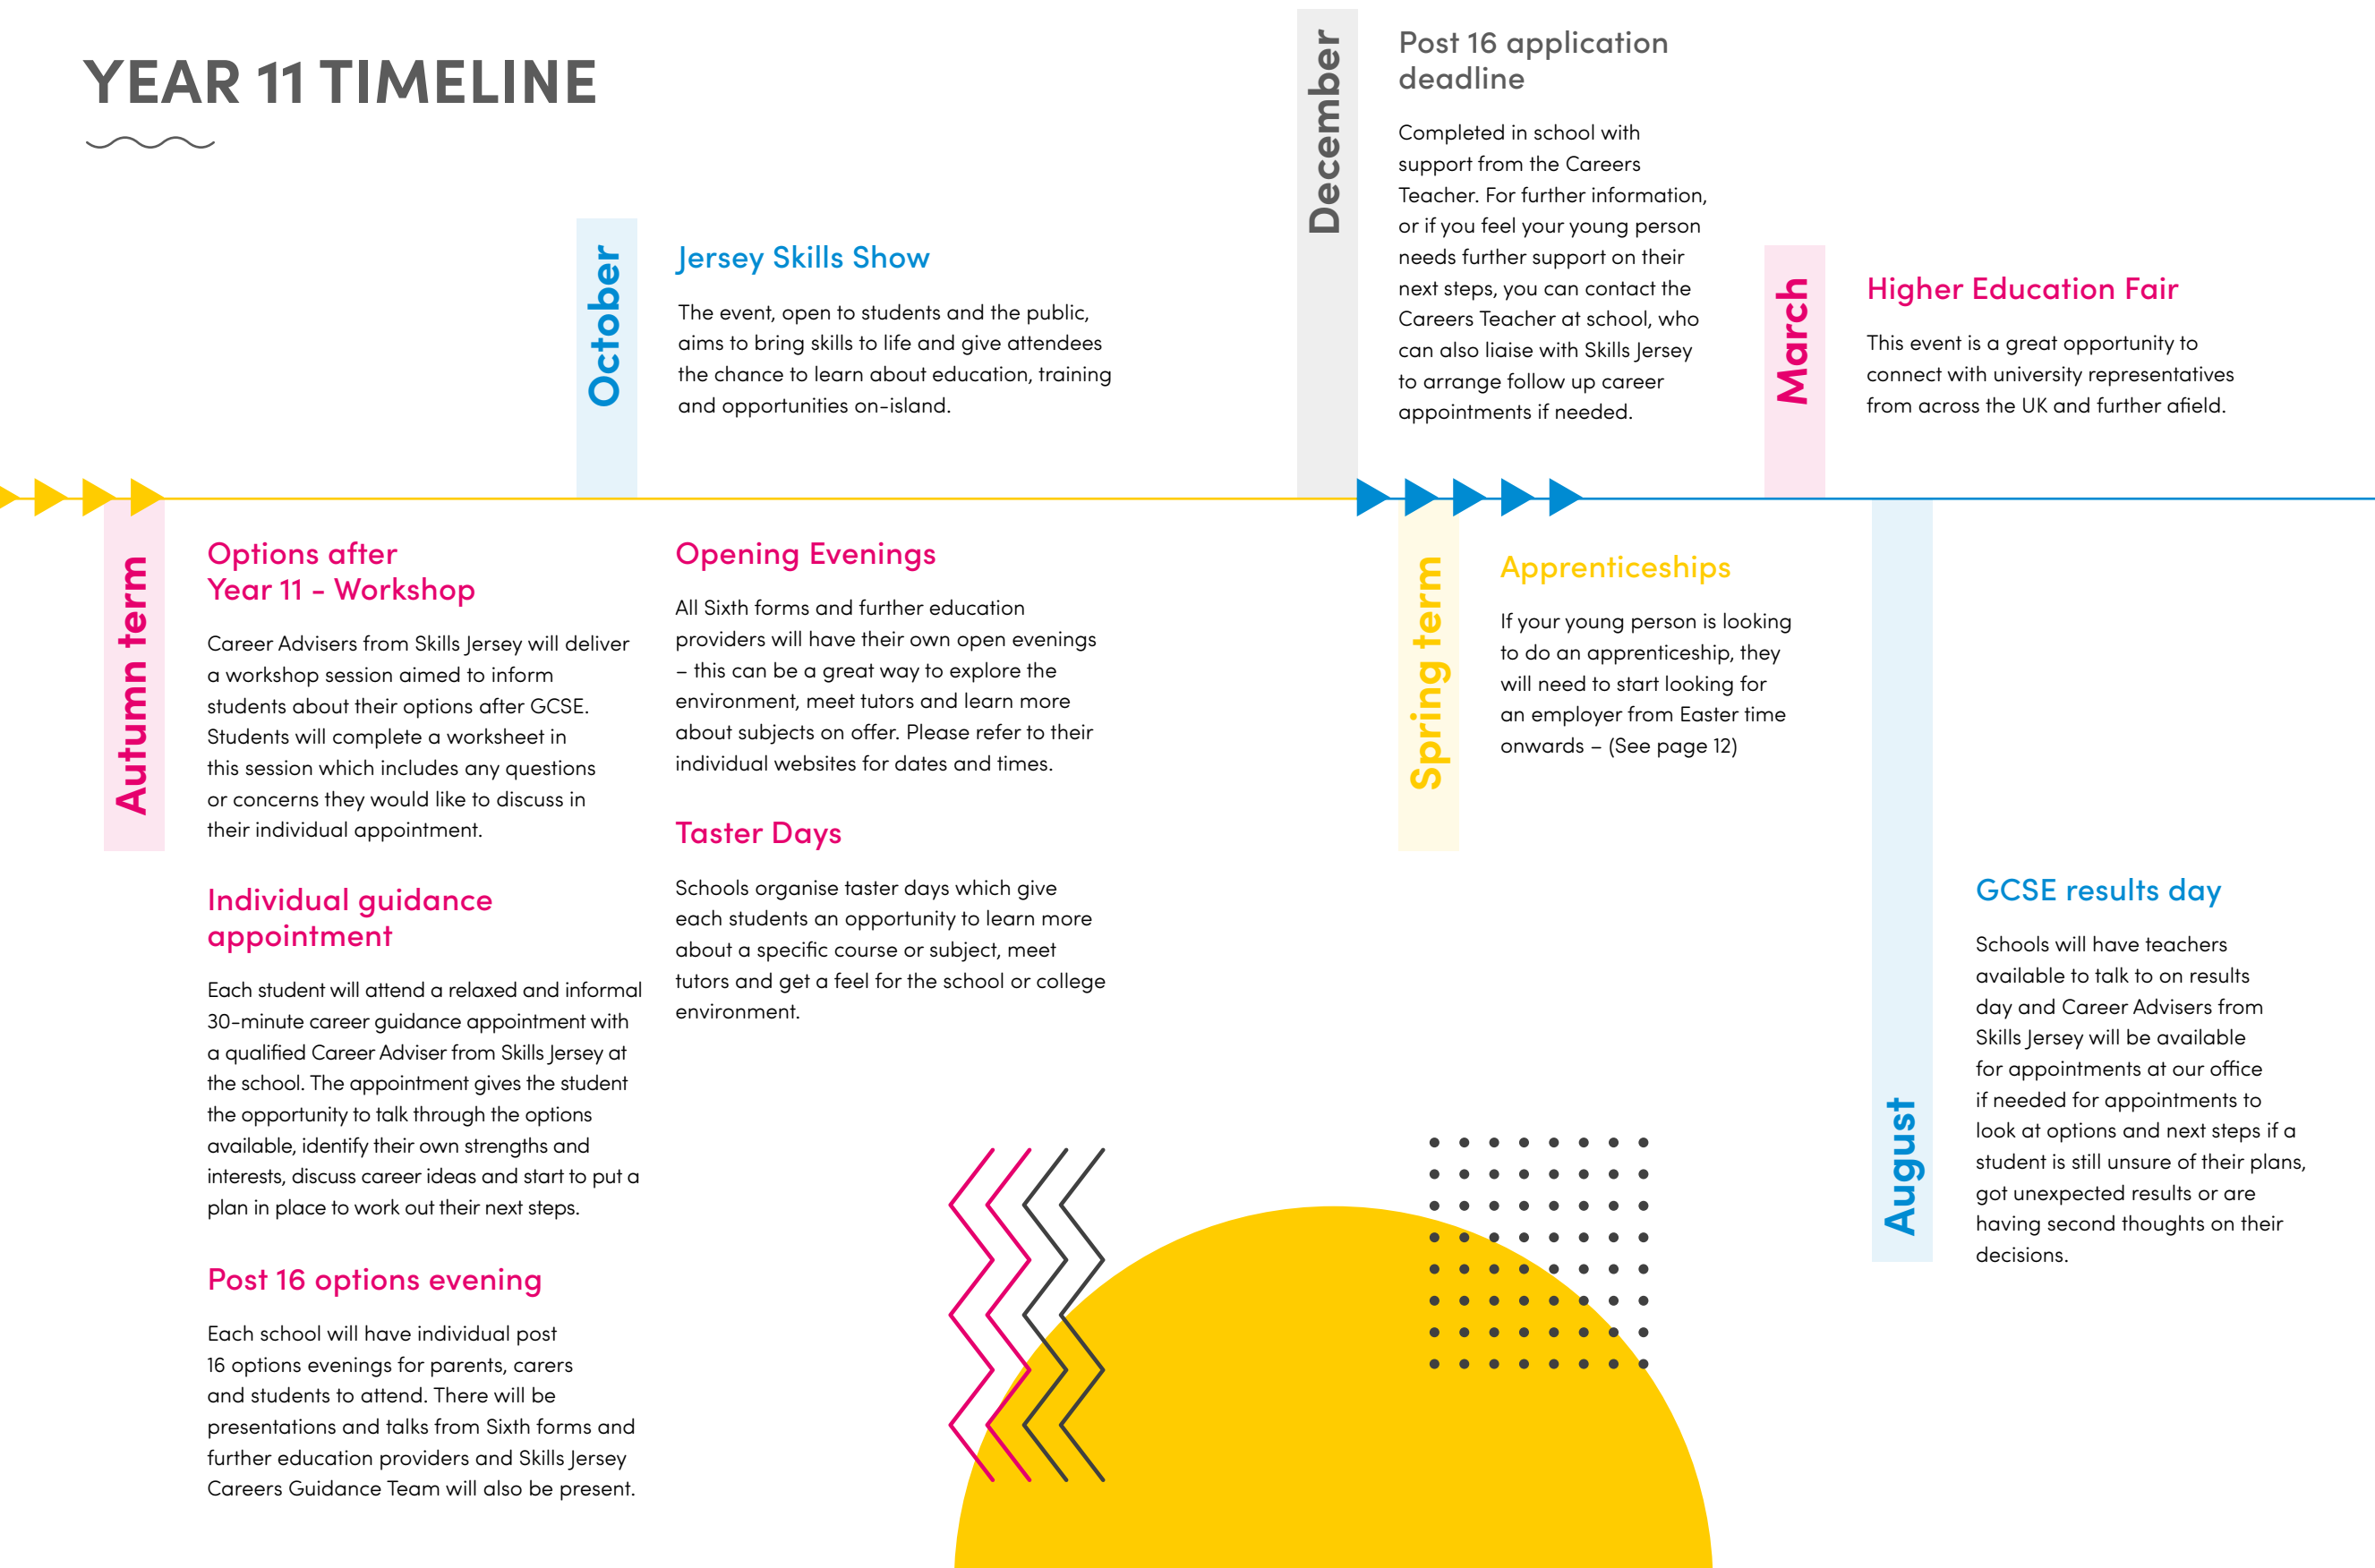 YEAR 11 TIMELINE
October
Jersey Skills Show
The event, open to students and the public,
aims to bring skills to life and give attendees
the chance to learn about education, training
and opportunities on-island.
December
Post 16 application
deadline
Completed in school with
support from the Careers
Teacher. For further information,
or if you feel your young person
needs further support on their
next steps, you can contact the
Careers Teacher at school, who
can also liaise with Skills Jersey
to arrange follow up career
appointments if needed.
March
Higher Education Fair
This event is a great opportunity to
connect with university representatives
from across the UK and further afield.
Autumn term
Options after
Year 11 - Workshop
Career Advisers from Skills Jersey will deliver
a workshop session aimed to inform
students about their options after GCSE.
Students will complete a worksheet in
this session which includes any questions
or concerns they would like to discuss in
their individual appointment.
Individual guidance
appointment
Each student will attend a relaxed and informal
30-minute career guidance appointment with
a qualified Career Adviser from Skills Jersey at
the school. The appointment gives the student
the opportunity to talk through the options
available, identify their own strengths and
interests, discuss career ideas and start to put a
plan in place to work out their next steps.
Post 16 options evening
Each school will have individual post
16 options evenings for parents, carers
and students to attend. There will be
presentations and talks from Sixth forms and
further education providers and Skills Jersey
Careers Guidance Team will also be present.
Opening Evenings
All Sixth forms and further education
providers will have their own open evenings
– this can be a great way to explore the
environment, meet tutors and learn more
about subjects on offer. Please refer to their
individual websites for dates and times.
Taster Days
Schools organise taster days which give
each students an opportunity to learn more
about a specific course or subject, meet
tutors and get a feel for the school or college
environment.
Spring term
Apprenticeships
If your young person is looking
to do an apprenticeship, they
will need to start looking for
an employer from Easter time
onwards – (See page 12)
August
GCSE results day
Schools will have teachers
available to talk to on results
day and Career Advisers from
Skills Jersey will be available
for appointments at our office
if needed for appointments to
look at options and next steps if a
student is still unsure of their plans,
got unexpected results or are
having second thoughts on their
decisions.